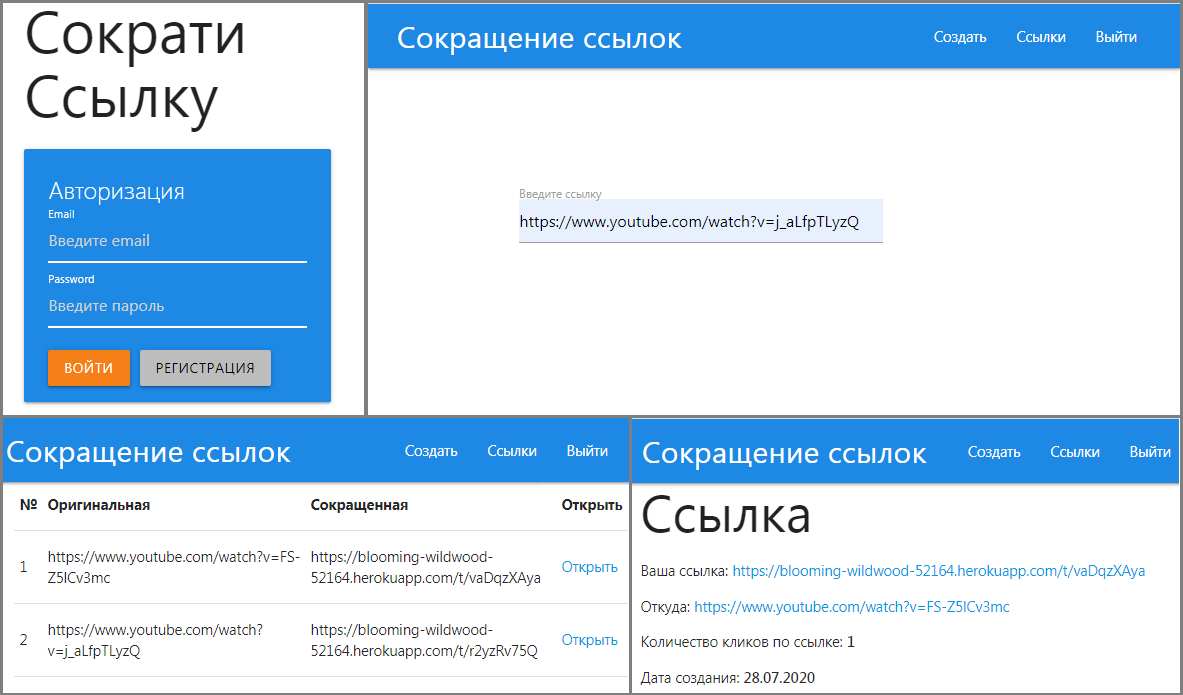 Сократи
Ссылку
Авторизация
Email
Введите email
Password
Введите пароль
ВОЙТИ РЕГИСТРАЦИЯ
Сокращение ссылок Создать Ссылки Выйти
Введите ссылку
https://www.youtube.com/watch?v=j_aLfpTLyzQ
Сокращение ссылок Создать Ссылки Выйти
№ Оригинальная Сокращенная Открыть
https://www.youtube.com/watch?v=FS- https://blooming-wildwood-
1 Открыть
Z5ICv3mc 52164.herokuapp.com/t/vaDqzXAya
https://www.youtube.com/watch? https://blooming-wildwood-
2 Открыть
v=j_aLfpTLyzQ 52164.herokuapp.com/t/r2yzRv75Q
Сокращение ссылок Создать Ссылки Выйти
Ссылка
Ваша ссылка: https://blooming-wildwood-52164.herokuapp.com/t/vaDqzXAya
Откуда: https://www.youtube.com/watch?v=FS-Z5ICv3mc
Количество кликов по ссылке: 1
Дата создания: 28.07.2020